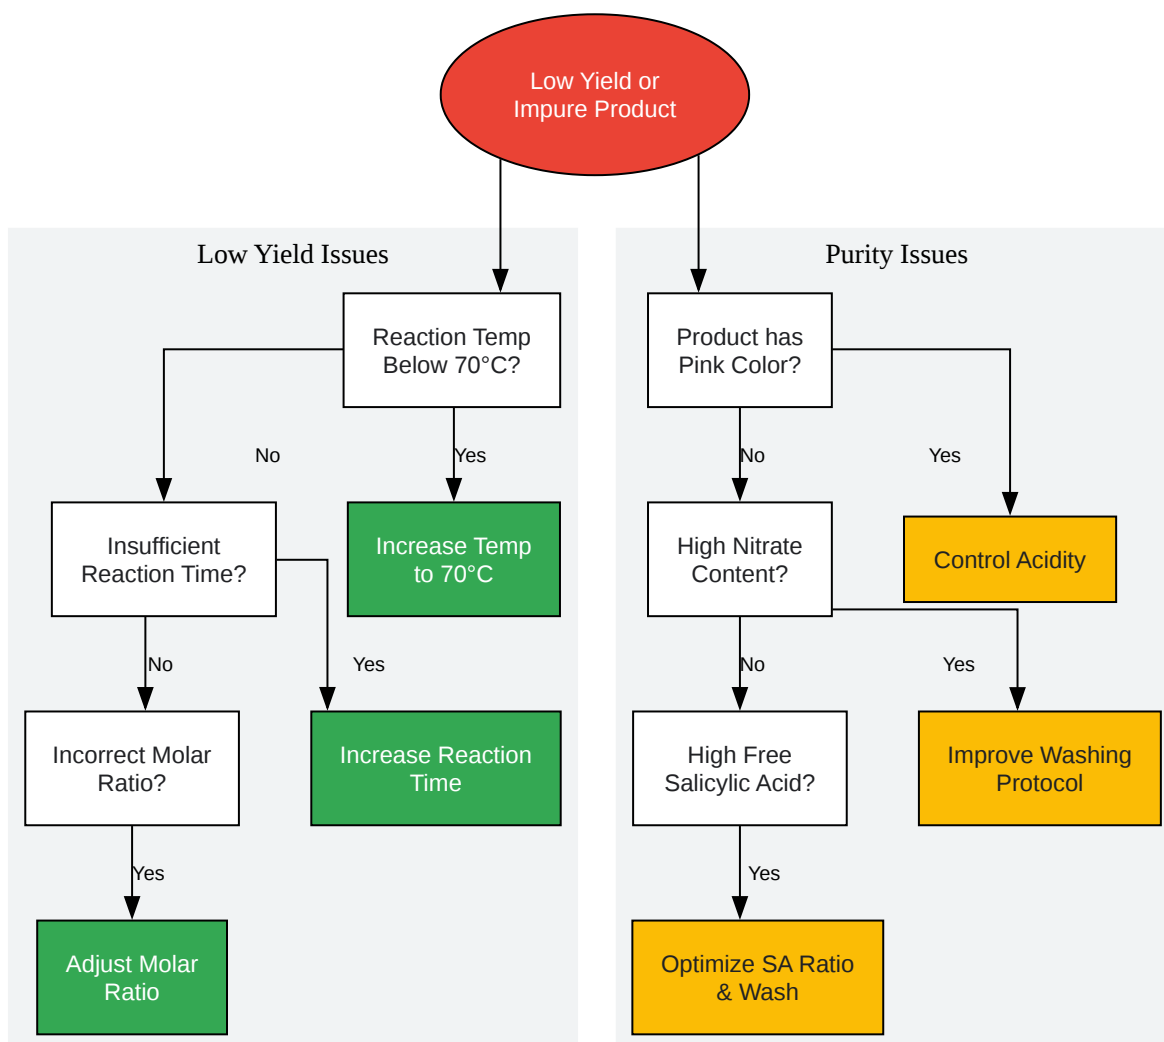 Low Yield or
Impure Product
Low Yield Issues
Reaction Temp
Below 70°C?
No
Yes
Insufficient
Reaction Time?
Increase Temp
to 70°C
No
Yes
Incorrect Molar
Ratio?
Increase Reaction
Time
Yes
Adjust Molar
Ratio
Purity Issues
Product has
Pink Color?
No
Yes
High Nitrate
Content?
Control Acidity
No
Yes
High Free
Salicylic Acid?
Improve Washing
Protocol
Yes
Optimize SA Ratio
& Wash